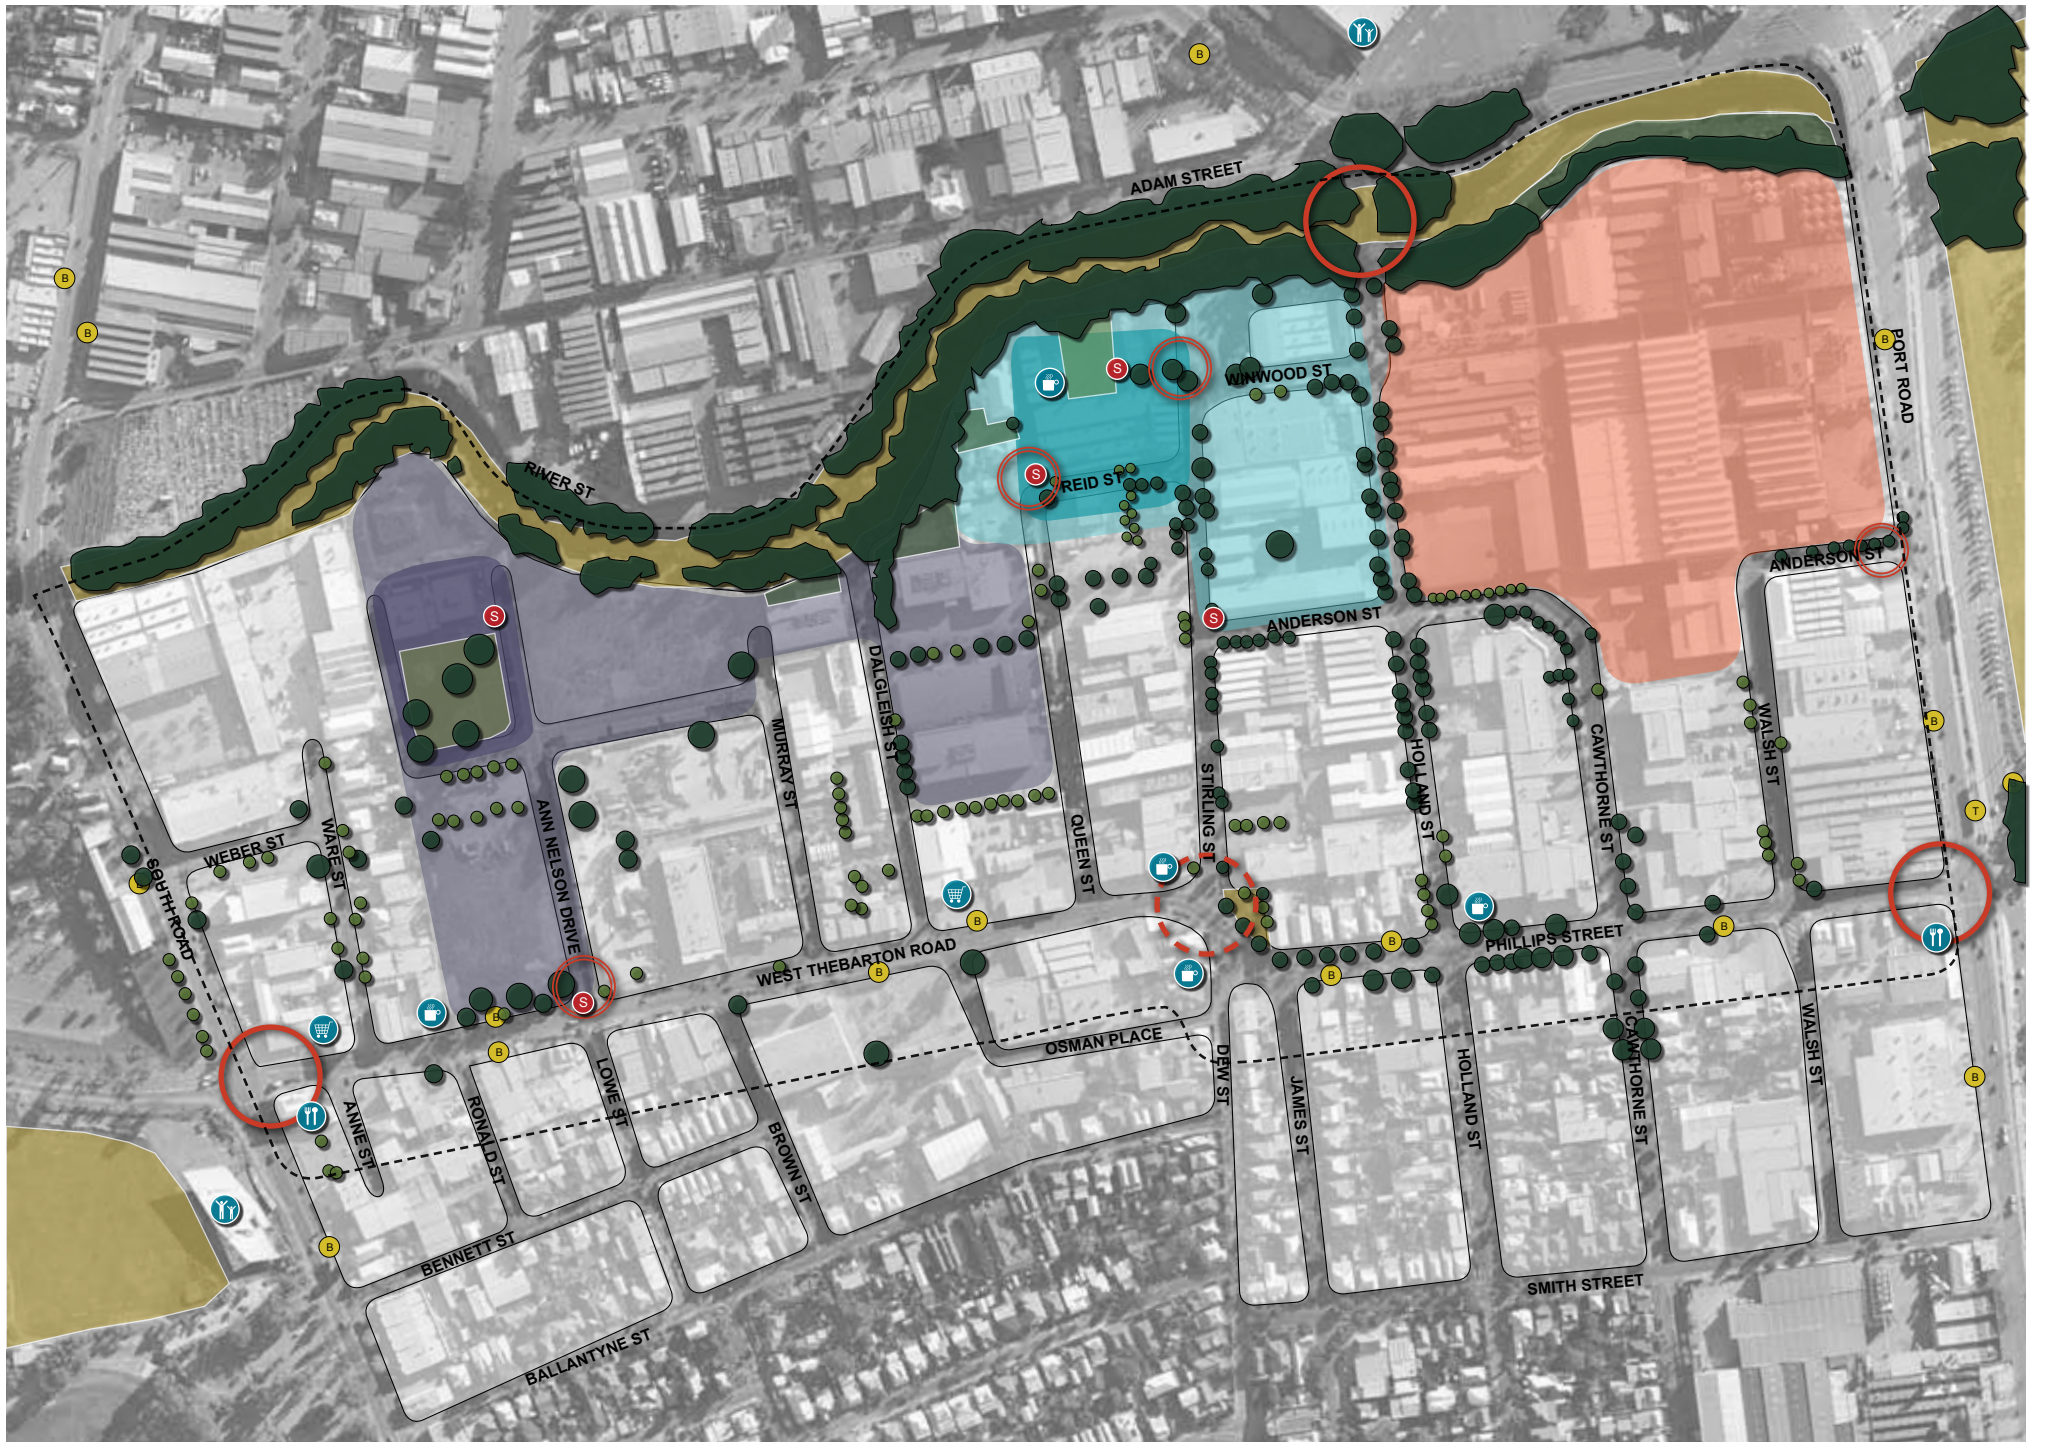 B
ADAM STREET
B
B
PORT ROAD
B
S
WINWOOD ST
RIVER ST
S
REID ST
ANDERSON ST
S
S
ANDERSON ST
DALGLEISH ST
MURRAY ST
WALSH ST
B
CAWTHORNE ST
HOLLAND ST
STIRLING ST
T
ANN NELSON DRIVE
QUEEN ST
WARE ST
WEBER ST
SOUTH ROAD
B
B
B
PHILLIPS STREET
WEST THEBARTON ROAD
B
B
S
B
B
OSMAN PLACE
WALSH ST
CAWTHORNE ST
DEW ST
HOLLAND ST
JAMES ST
LOWE ST
RONALD ST
ANNE ST
B
BROWN ST
B
BENNETT ST
SMITH STREET
BALLANTYNE ST